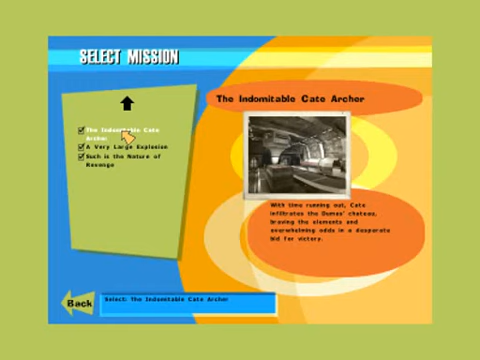 SELECT MISSION
The Indomitable Cate
Archer
A Very Large Explosion
Such is the Nature of
Revenge
The Indomitable Cate Archer
With time running out, Cate
infiltrates the Dumas' chateau,
braving the elements and
overwhelming odds in a desperate
bid for victory.
Back
Select: The Indomitable Cate Archer